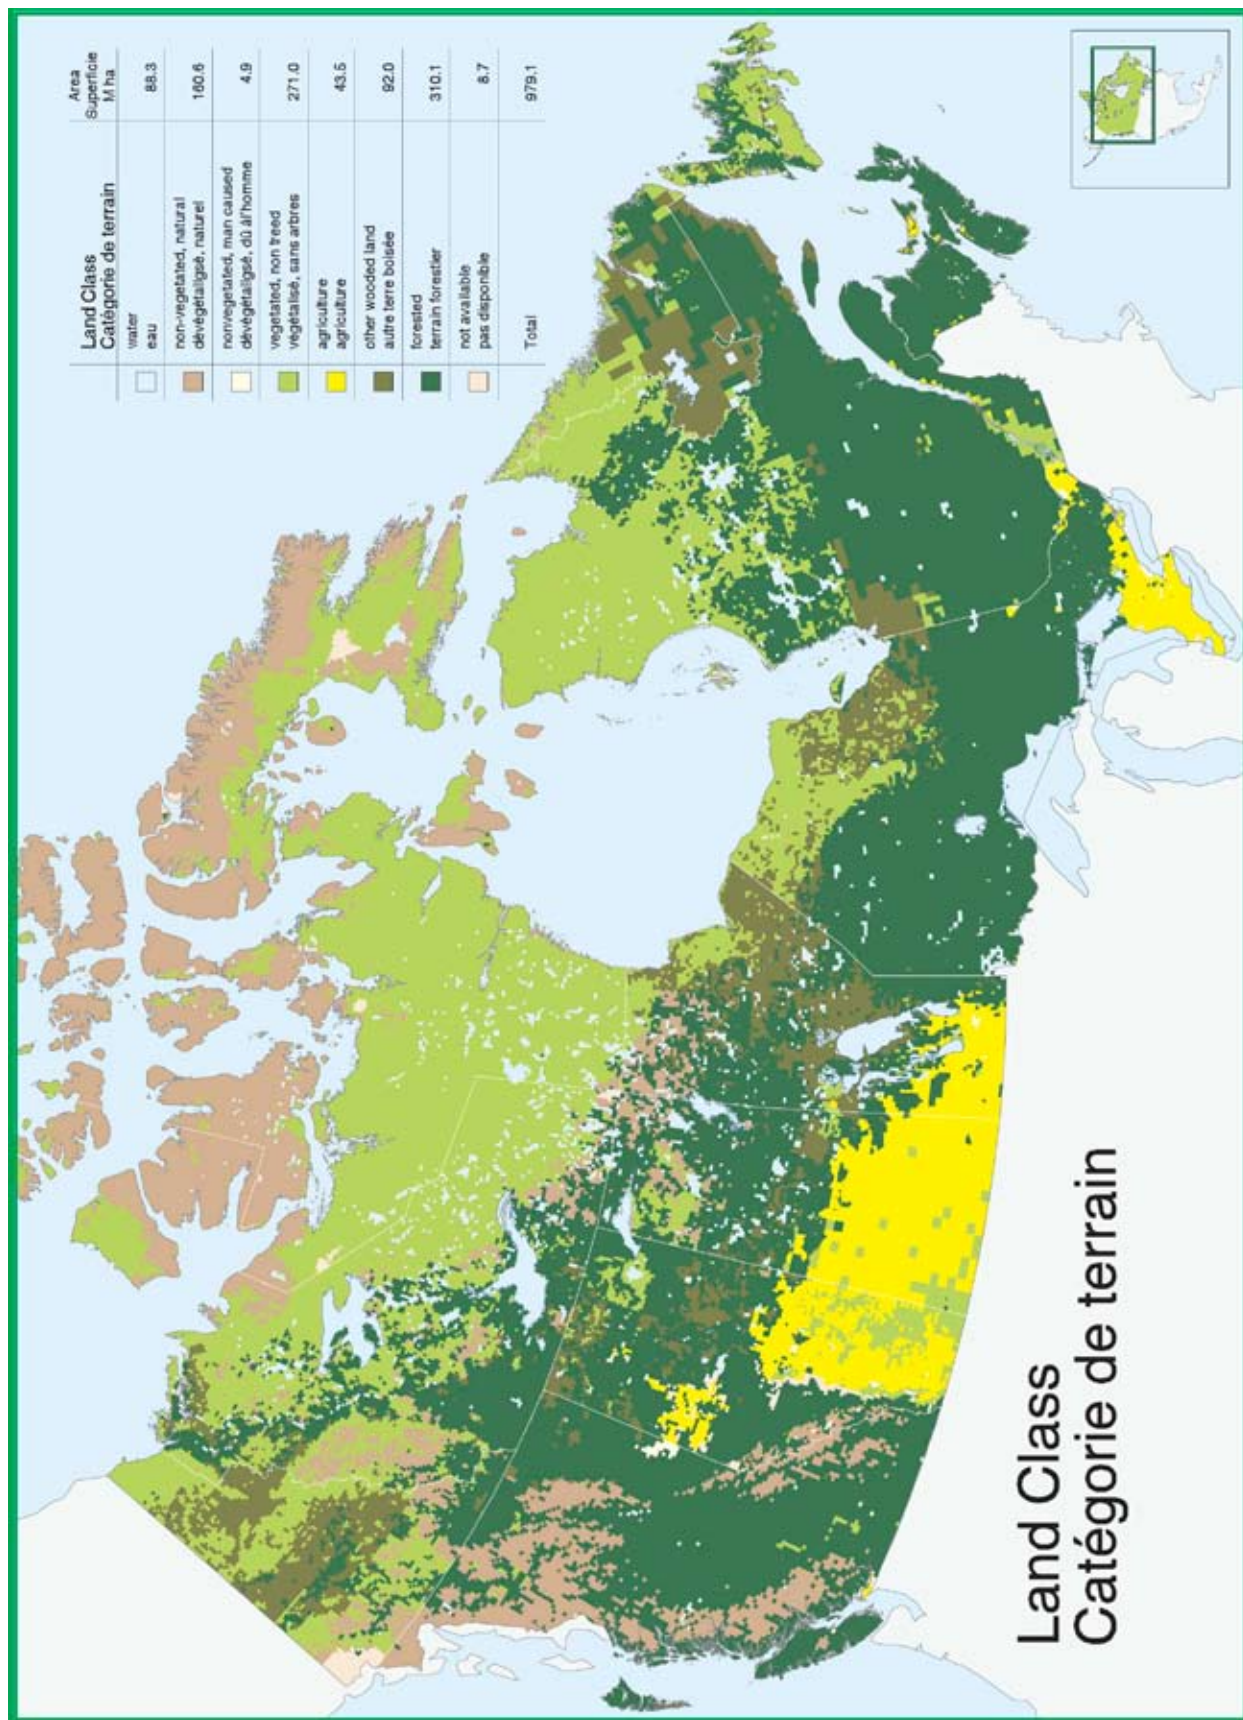 Land Class
Catégorie de terrain
Area
Superficie
M ha
water
eau
88.3
non-vegetated, natural
dévégétaligsé, naturel
160.6
nonvegetated, man caused
dévégétaligsé, dû àl'homme
4.9
vegetated, non treed
végétalisé, sans arbres
271.0
agriculture
agriculture
43.5
other wooded land
autre terre boisée
92.0
forested
terrain forestier
310.1
not available
pas disponible
8.7
Total
979.1
Land Class
Catégorie de terrain